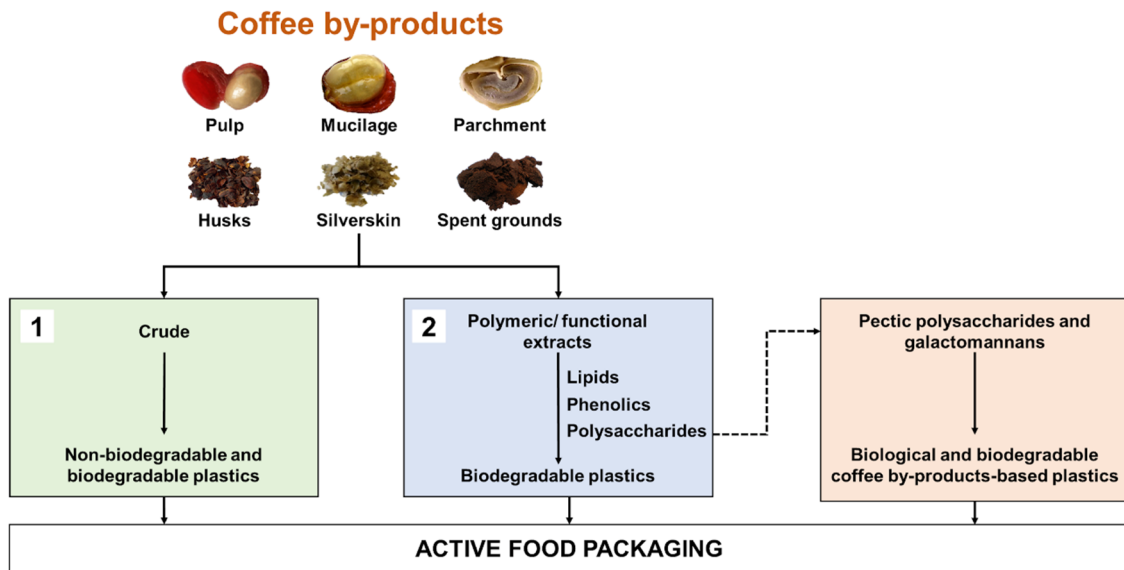 Coffee by-products
Pulp
Mucilage
Parchment
Husks
Silverskin
Spent grounds
1
Crude
Non-biodegradable and
biodegradable plastics
2
Polymeric/ functional
extracts
Lipids
Phenolics
Polysaccharides
Biodegradable plastics
Pectic polysaccharides and
galactomannans
Biological and biodegradable
coffee by-products-based plastics
ACTIVE FOOD PACKAGING